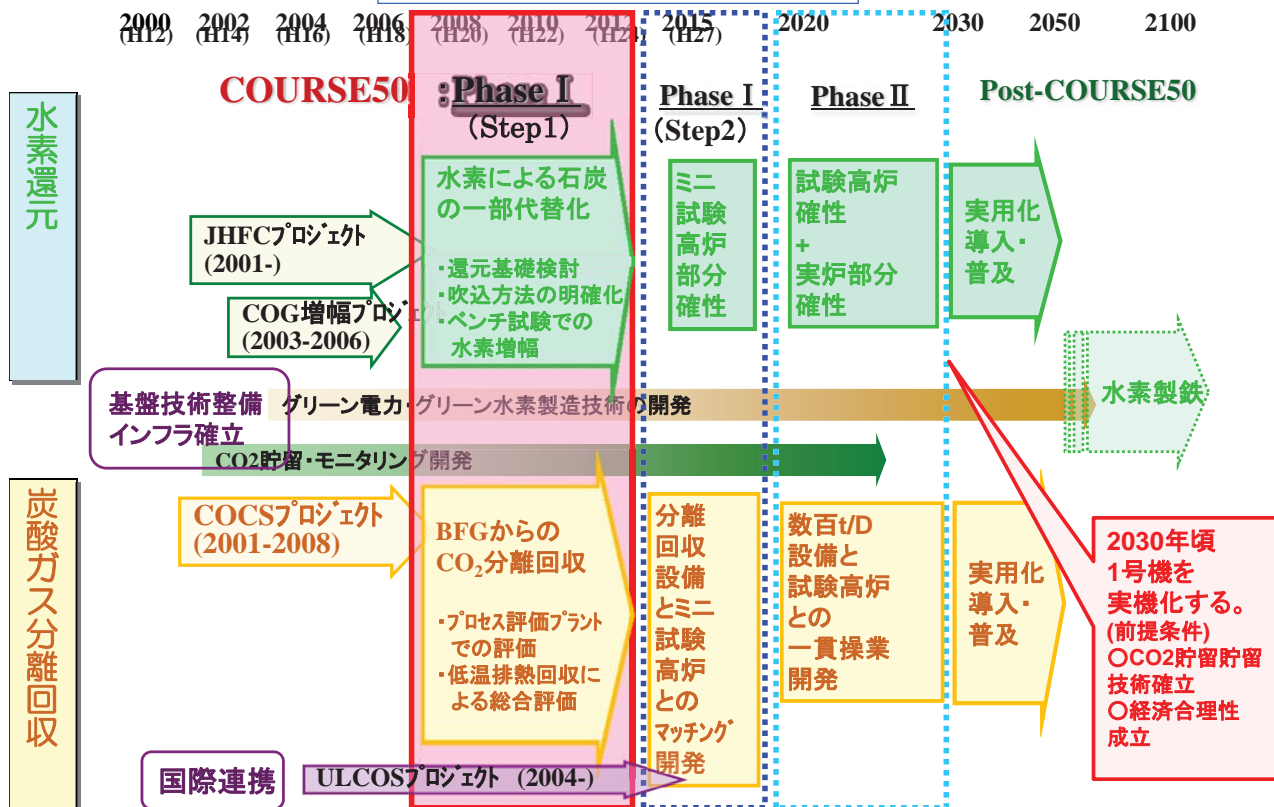 2000 2002 2004 2006 2008 2010 2012 2015 2020 2030 2050 2100
(H12) (H14) (H16) (H18) (H20) (H22) (H24) (H27)
COURSE50 :Phase Ⅰ
(Step1)
Phase Ⅰ
(Step2)
Phase Ⅱ
Post-COURSE50
水素還元
JHFCプロジェクト
(2001-)
COG増幅プロジェクト
(2003-2006)
水素による石炭
の一部代替化
・還元基礎検討
・吹込方法の明確化
・ベンチ試験での
水素増幅
ミニ
試験
高炉
部分
確性
試験高炉
確性
+
実炉部分
確性
実用化
導入・
普及
水素製鉄
基盤技術整備
インフラ確立
グリーン電力・グリーン水素製造技術の開発
CO2貯留・モニタリング開発
炭酸ガス分離回収
COCSプロジェクト
(2001-2008)
BFGからの
CO₂分離回収
・プロセス評価プラント
での評価
・低温排熱回収に
よる総合評価
分離
回収
設備
とミニ
試験
高炉
との
マッチング
開発
数百t/D
設備と
試験高炉
との
一貫操業
開発
実用化
導入・
普及
2030年頃
1号機を
実機化する。
(前提条件)
〇CO2貯留貯留
技術確立
〇経済合理性
成立
国際連携
ULCOSプロジェクト (2004-)